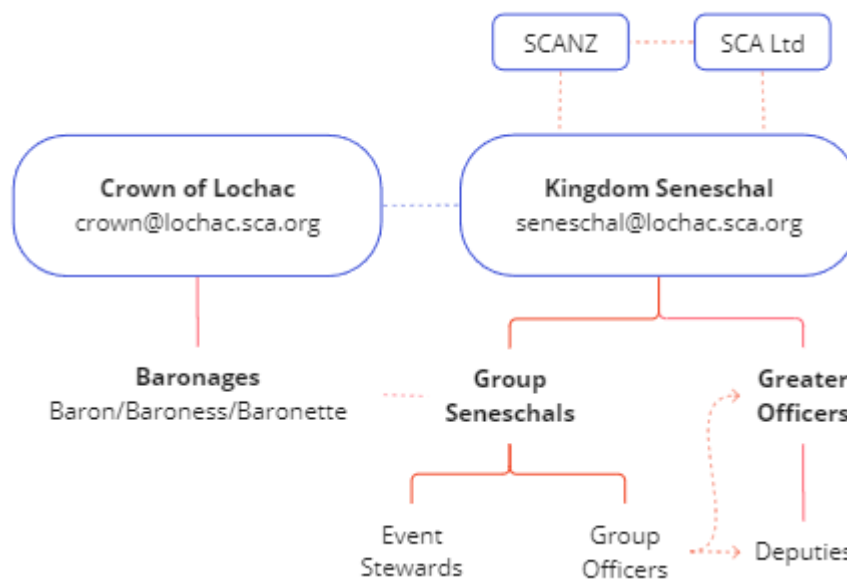 SCANZ
SCA Ltd
Crown of Lochac
crown@lochac.sca.org
Kingdom Seneschal
seneschal@lochac.sca.org
Baronages
Baron/Baroness/Baronette
Group
Seneschals
Greater
Officers
Event
Stewards
Group
Officers
Deputies